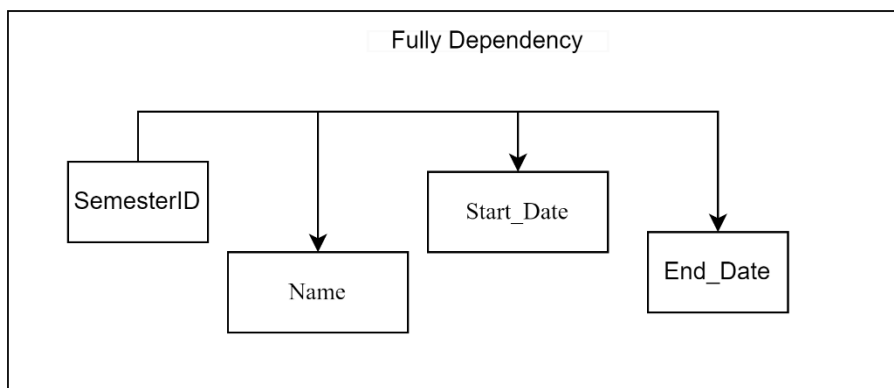 Fully Dependency
SemesterID
Start_Date
Name
End_Date